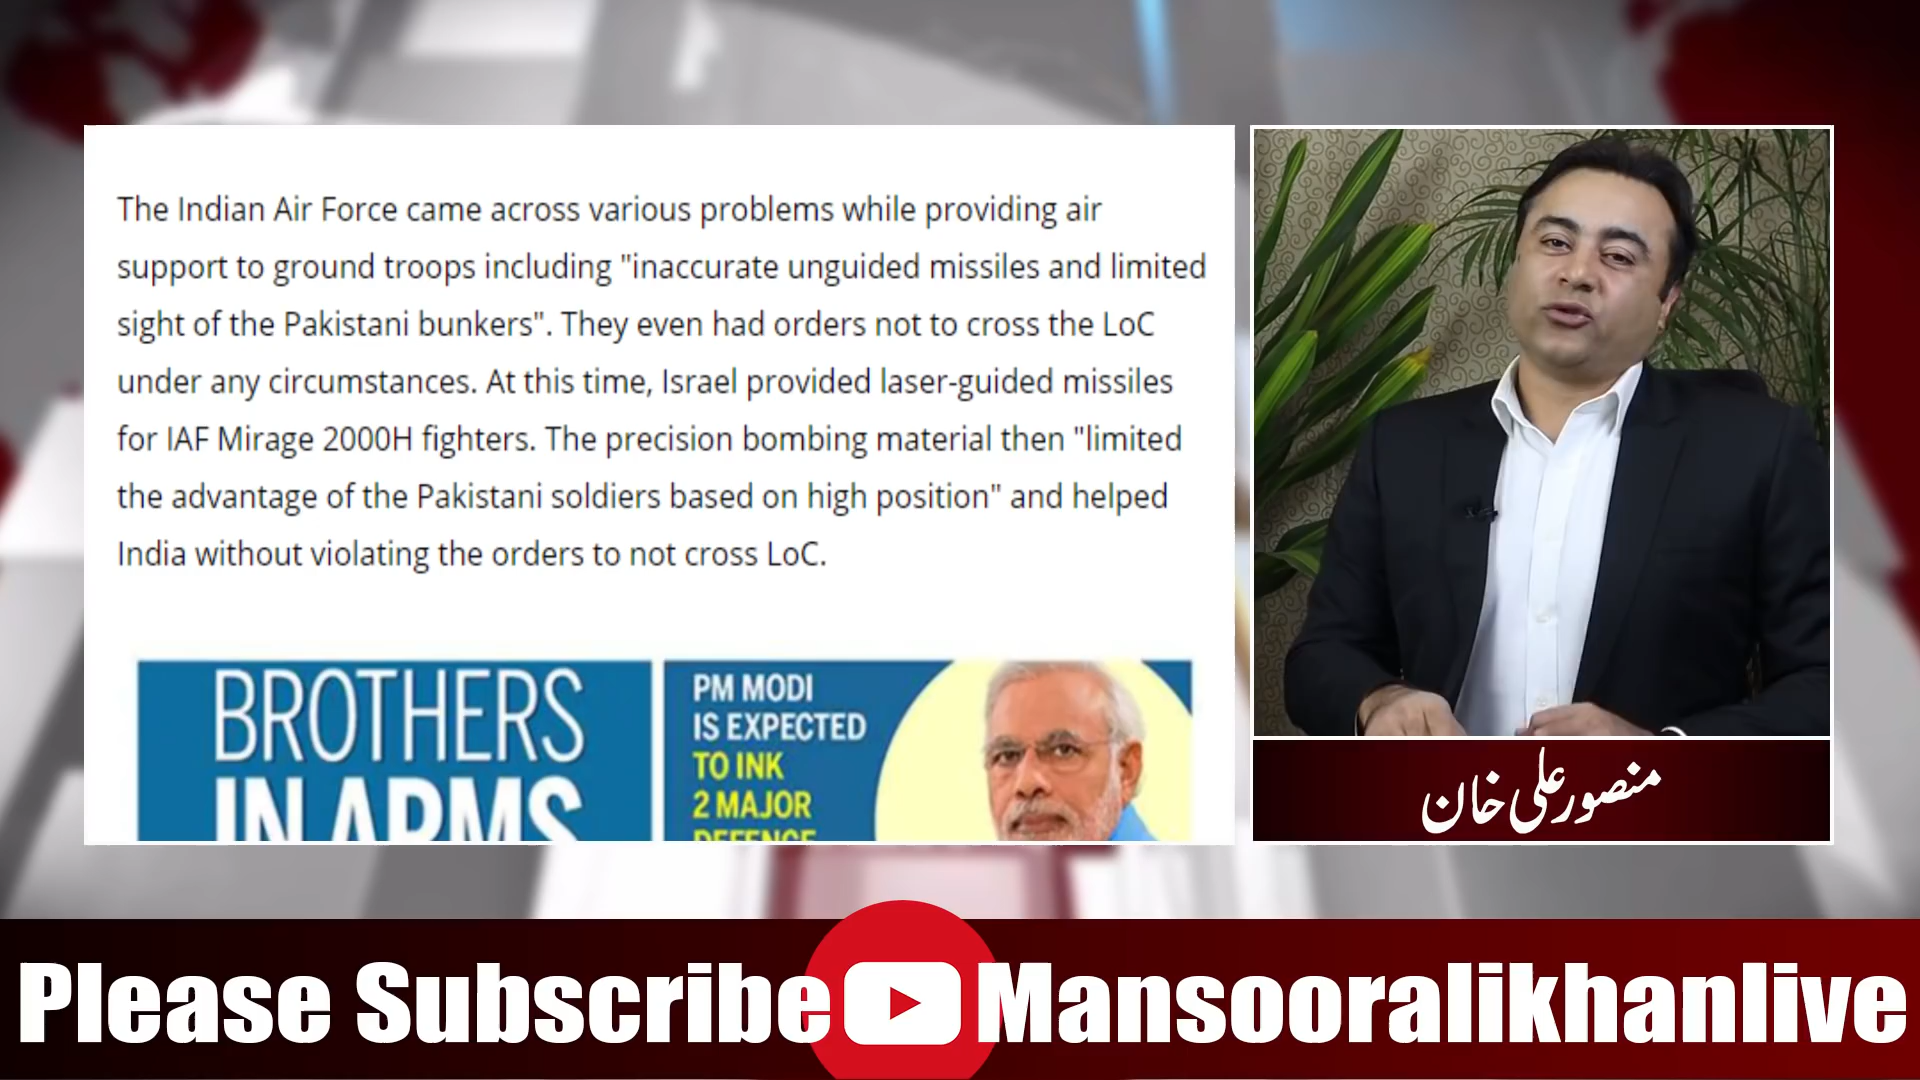 The Indian Air Force came across various problems while providing air
support to ground troops including "inaccurate unguided missiles and limited
sight of the Pakistani bunkers". They even had orders not to cross the LoC
under any circumstances. At this time, Israel provided laser-guided missiles
for IAF Mirage 2000H fighters. The precision bombing material then "limited
the advantage of the Pakistani soldiers based on high position" and helped
India without violating the orders to not cross LoC.
BROTHERS
IN ARMS
PM MODI
IS EXPECTED
TO INK
2 MAJOR
DEFENCE
منصور علی خان
Please Subscribe Mansooralikhanlive